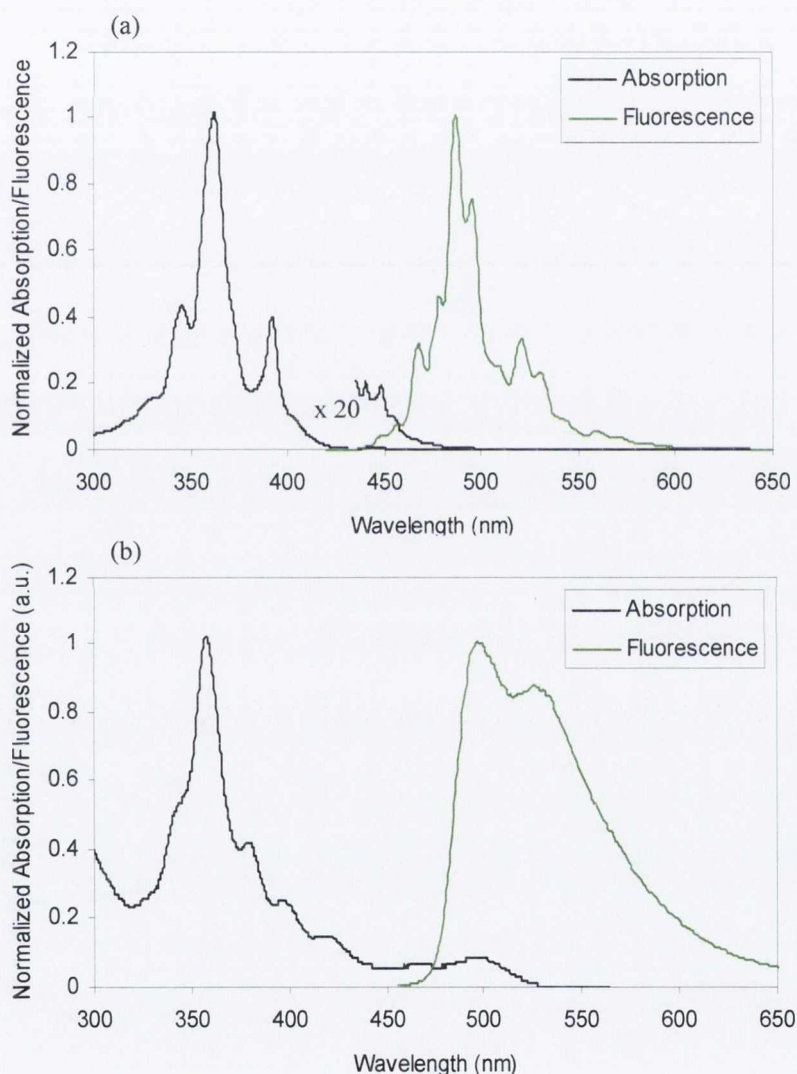 (a)
Normalized Absorption/Fluorescence
1.2
1
0.8
0.6
0.4
0.2
0
Absorption
Fluorescence
x 20
300 350 400 450 500 550 600 650
Wavelength (nm)
(b)
Normalized Absorption/Fluorescence (a.u.)
1.2
1
0.8
0.6
0.4
0.2
0
Absorption
Fluorescence
300 350 400 450 500 550 600 650
Wavelength (nm)